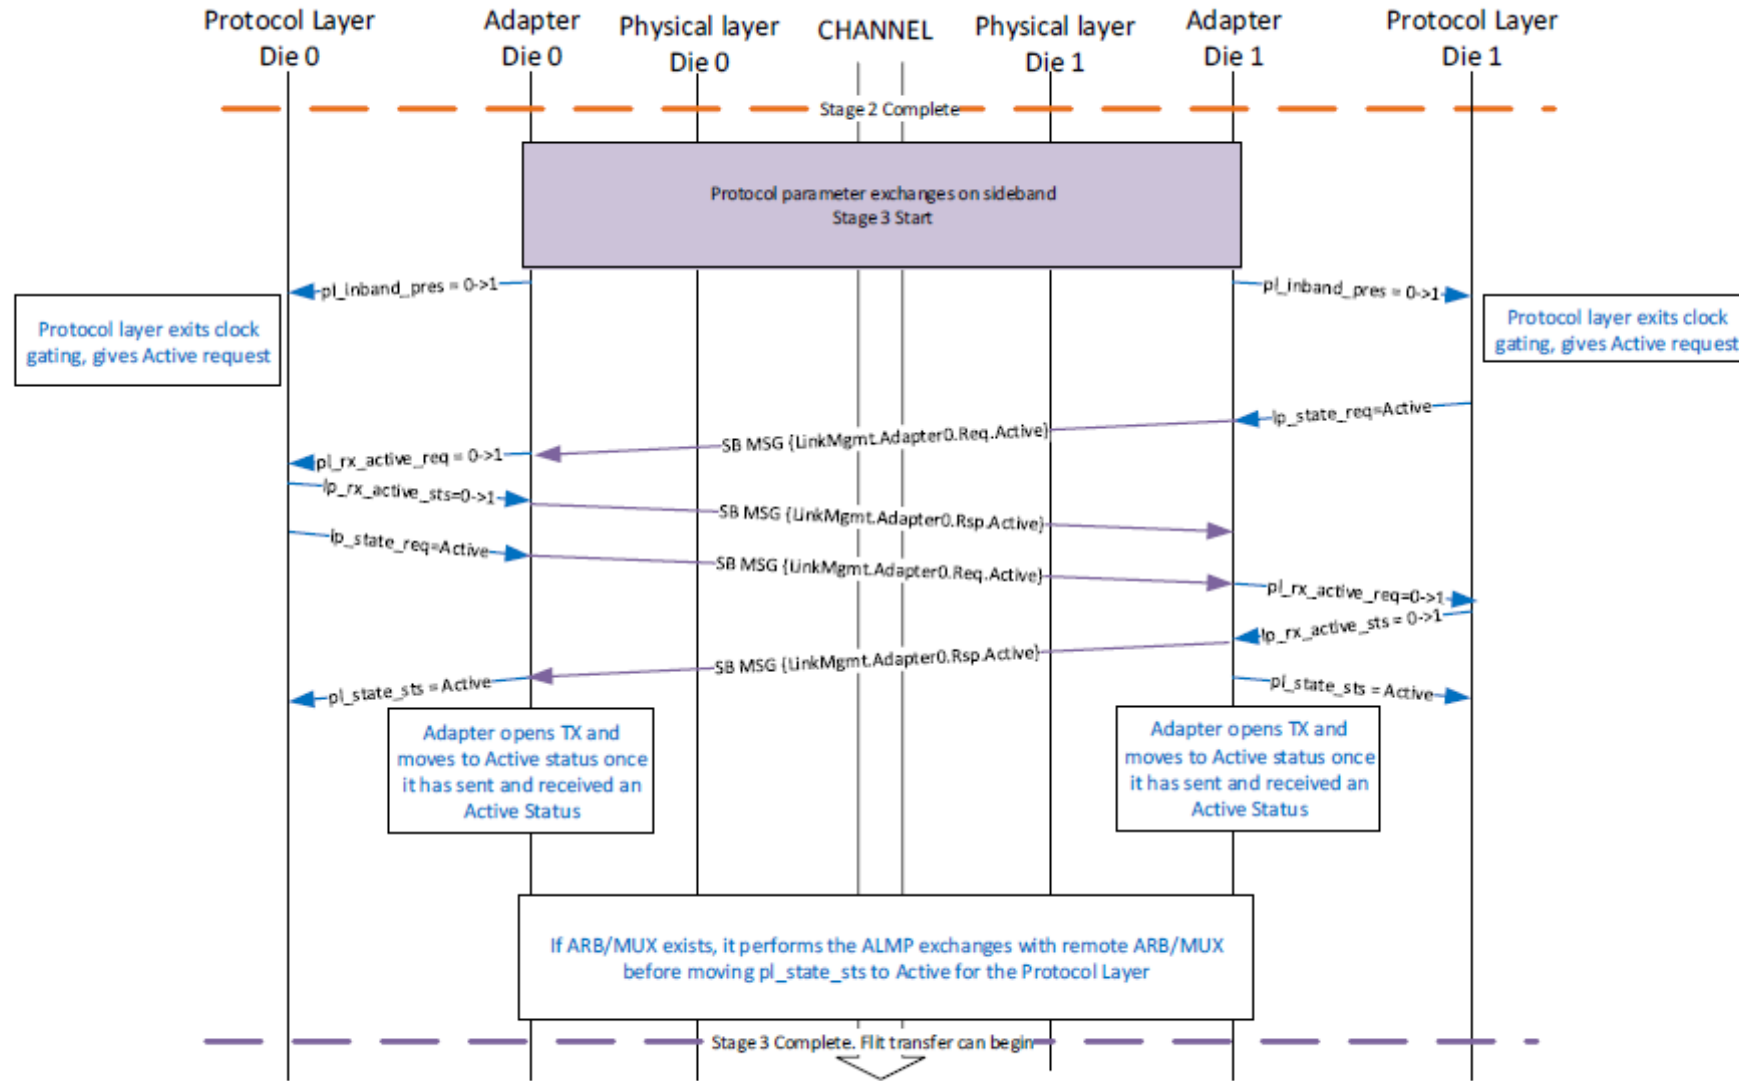 Protocol Layer
Die 0
Adapter
Die 0
Physical layer
Die 0
CHANNEL
Physical layer
Die 1
Adapter
Die 1
Protocol Layer
Die 1
Stage 2 Complete
Protocol parameter exchanges on sideband
Stage 3 Start
pl_inband_pres = 0->1
pl_inband_pres = 0->1
Protocol layer exits clock
gating, gives Active request
Protocol layer exits clock
gating, gives Active request
lp_state_req=Active
SB MSG {LinkMgmt.Adapter0.Req.Active}
pl_rx_active_req = 0->1
lp_rx_active_sts=0->1
SB MSG {LinkMgmt.Adapter0.Rsp.Active}
lp_state_req=Active
SB MSG {LinkMgmt.Adapter0.Req.Active}
pl_rx_active_req=0->1
lp_rx_active_sts = 0->1
SB MSG {LinkMgmt.Adapter0.Rsp.Active}
pl_state_sts = Active
pl_state_sts = Active
Adapter opens TX and
moves to Active status once
it has sent and received an
Active Status
Adapter opens TX and
moves to Active status once
it has sent and received an
Active Status
If ARB/MUX exists, it performs the ALMP exchanges with remote ARB/MUX
before moving pl_state_sts to Active for the Protocol Layer
Stage 3 Complete. Flit transfer can begin